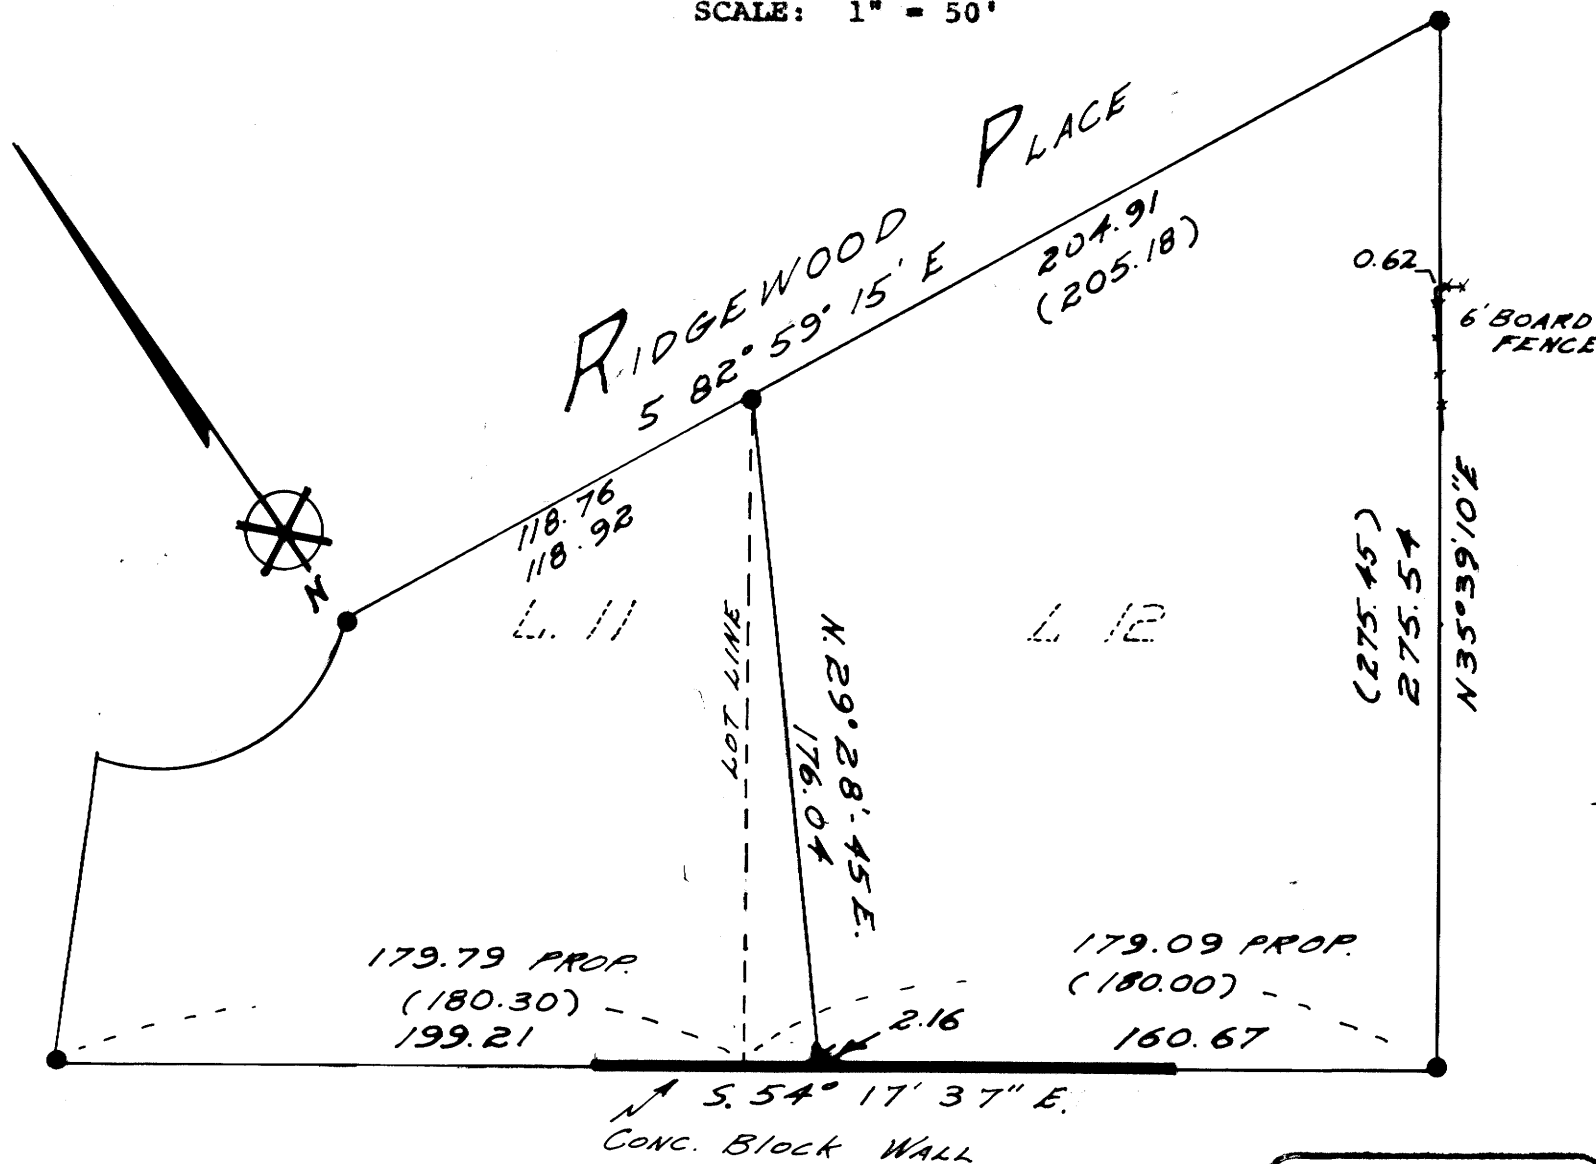 SCALE: 1" = 50'
RIDGEWOOD PLACE
S 82° 59' 15' E
204.91
(205.18)
0.62
6' BOARD
FENCE
118.76
118.92
N
L. 11
L 12
LOT LINE
N. 29° 28'-45 E.
176.04
(275.45)
275.54
N35°39'10"E
179.79 PROP.
(180.30)
199.21
179.09 PROP.
(180.00)
160.67
2.16
S. 54° 17' 37" E.
CONC. BLOCK WALL